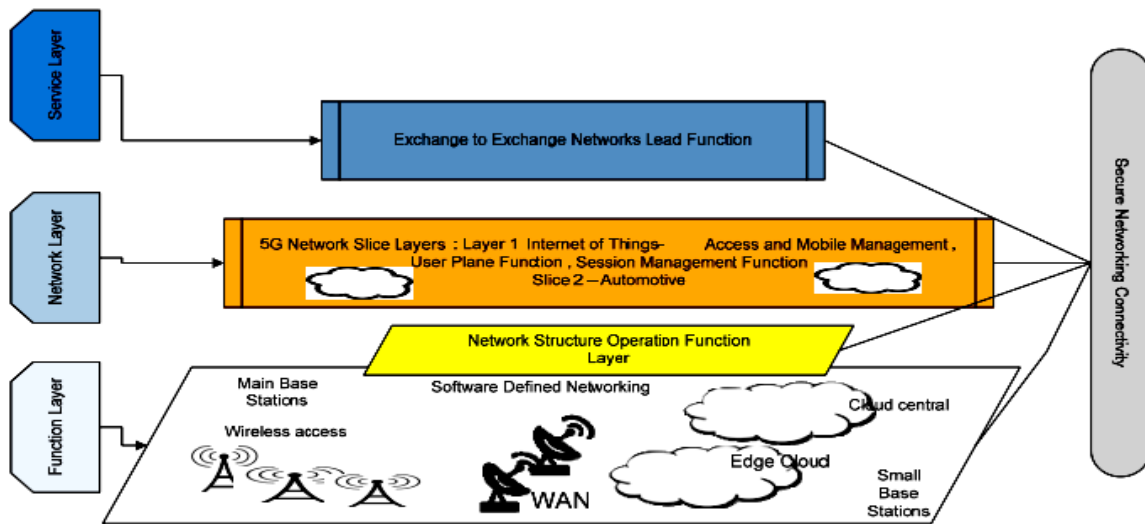 Service Layer
Exchange to Exchange Networks Lead Function
Network Layer
5G Network Slice Layers : Layer 1 Internet of Things- Access and Mobile Management ,
User Plane Function , Session Management Function
Slice 2 – Automotive
Network Structure Operation Function
Layer
Function Layer
Main Base
Stations
Software Defined Networking
Wireless access
Cloud central
Edge Cloud
WAN
Small
Base
Stations
Secure Networking Connectivity